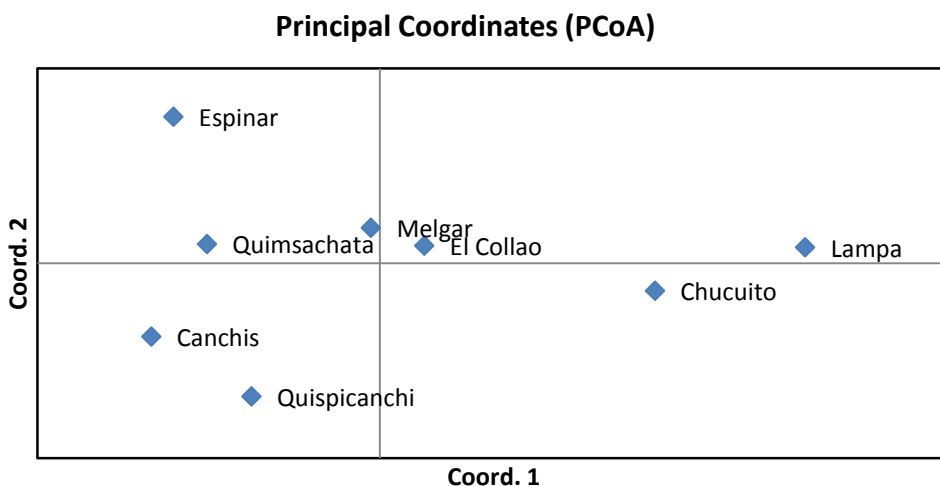 Principal Coordinates (PCoA)
Espinar
Melgar
Quimsachata
El Collao
Lampa
Chucuito
Canchis
Quispicanchi
Coord. 2
Coord. 1